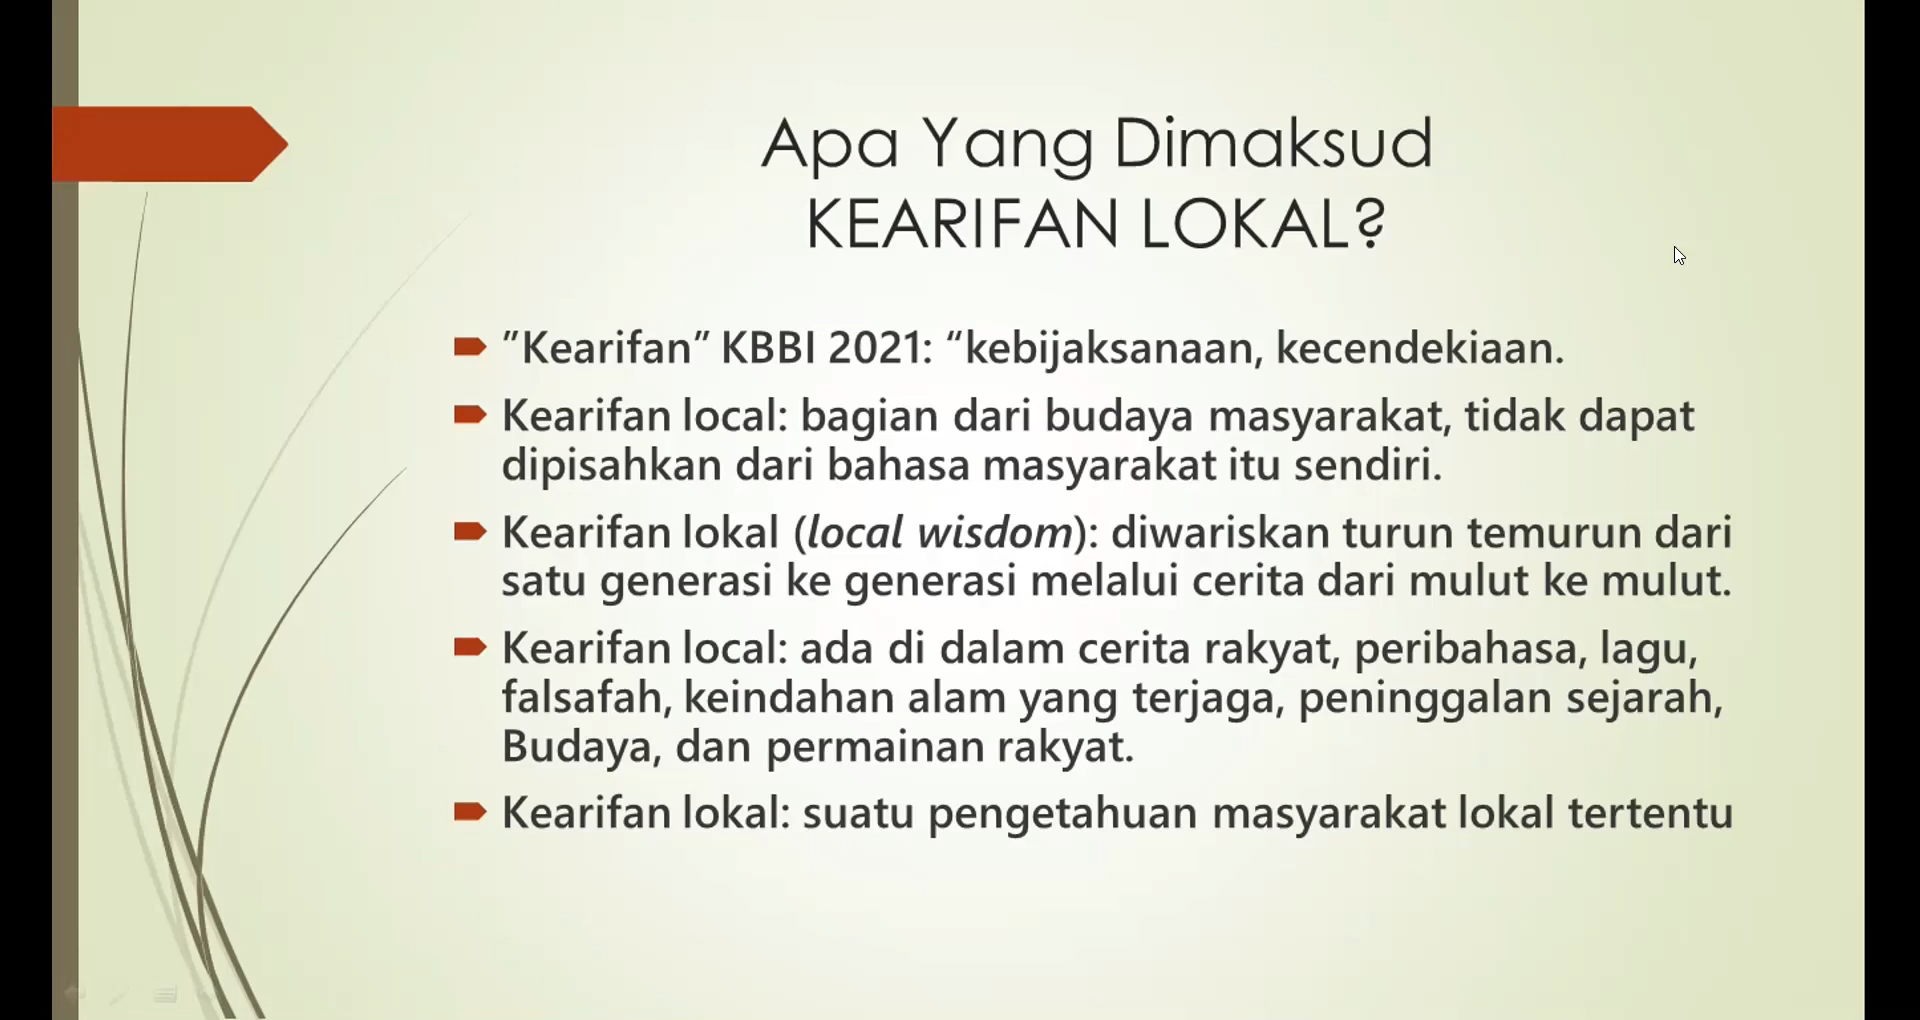 Apa Yang Dimaksud
KEARIFAN LOKAL?
”Kearifan” KBBI 2021: “kebijaksanaan, kecendekiaan.
Kearifan local: bagian dari budaya masyarakat, tidak dapat
dipisahkan dari bahasa masyarakat itu sendiri.
Kearifan lokal (local wisdom): diwariskan turun temurun dari
satu generasi ke generasi melalui cerita dari mulut ke mulut.
Kearifan local: ada di dalam cerita rakyat, peribahasa, lagu,
falsafah, keindahan alam yang terjaga, peninggalan sejarah,
Budaya, dan permainan rakyat.
Kearifan lokal: suatu pengetahuan masyarakat lokal tertentu